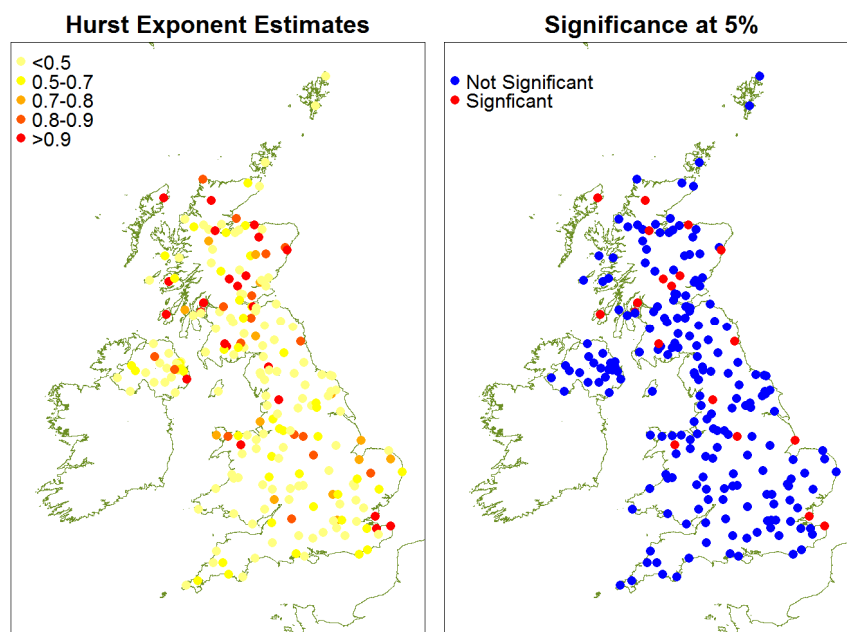 Hurst Exponent Estimates
<0.5
0.5-0.7
0.7-0.8
0.8-0.9
>0.9
Significance at 5%
Not Significant
Signficant